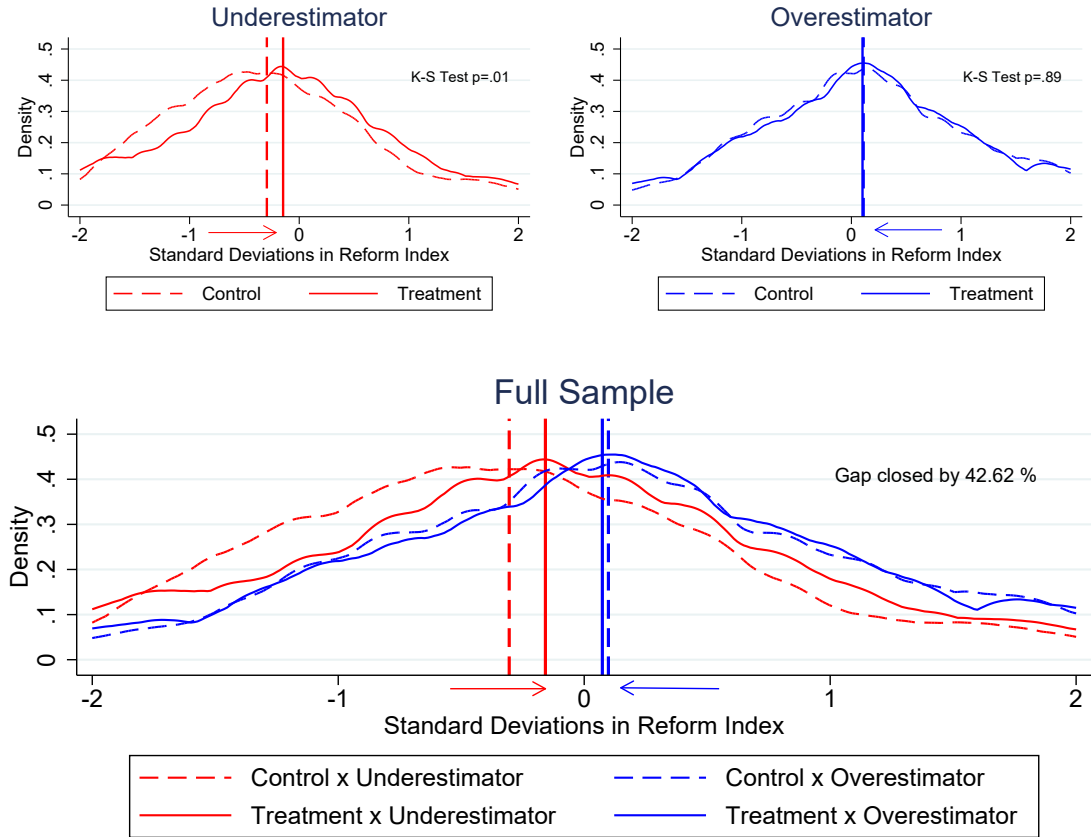 Underestimator
Density
0 .1 .2 .3 .4 .5
K-S Test p=.01
-2 -1 0 1 2
Standard Deviations in Reform Index
Control Treatment
Overestimator
Density
0 .1 .2 .3 .4 .5
K-S Test p=.89
-2 -1 0 1 2
Standard Deviations in Reform Index
Control Treatment
Full Sample
Density
0 .1 .2 .3 .4 .5
Gap closed by 42.62 %
-2 -1 0 1 2
Standard Deviations in Reform Index
Control x Underestimator Control x Overestimator
Treatment x Underestimator Treatment x Overestimator